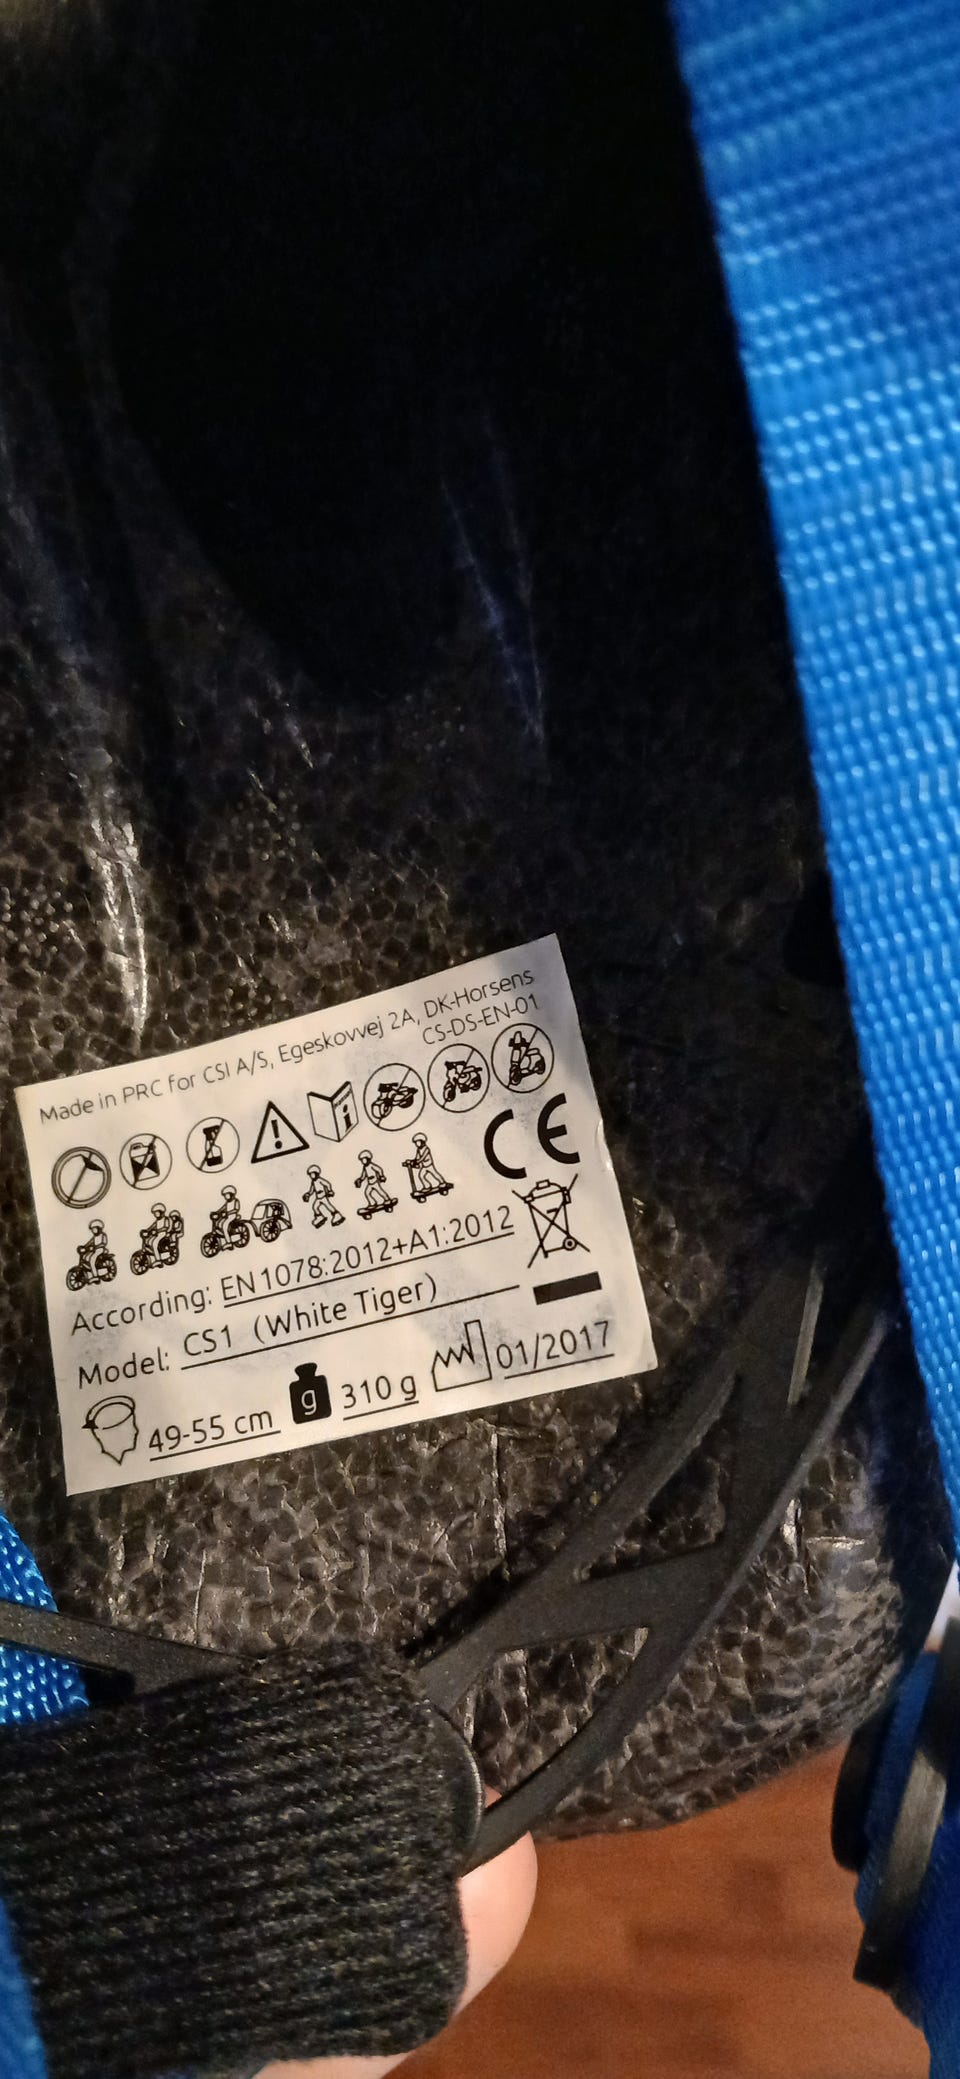 Made in PRC for CSI A/S, Egeskovvej 2A, DK-Horsens
CS-DS-EN-01
CE
According: EN1078:2012+A1:2012
Model: CS1 (White Tiger)
49-55 cm g 310 g 01/2017